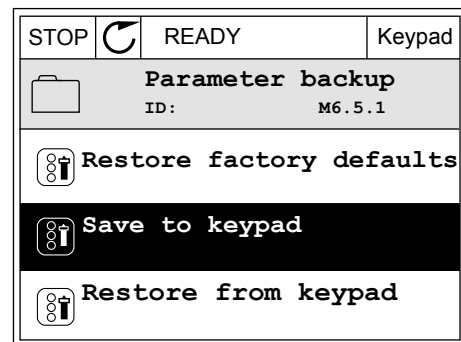 STOP READY Keypad
Parameter backup
ID: M6.5.1
Restore factory defaults
Save to keypad
Restore from keypad